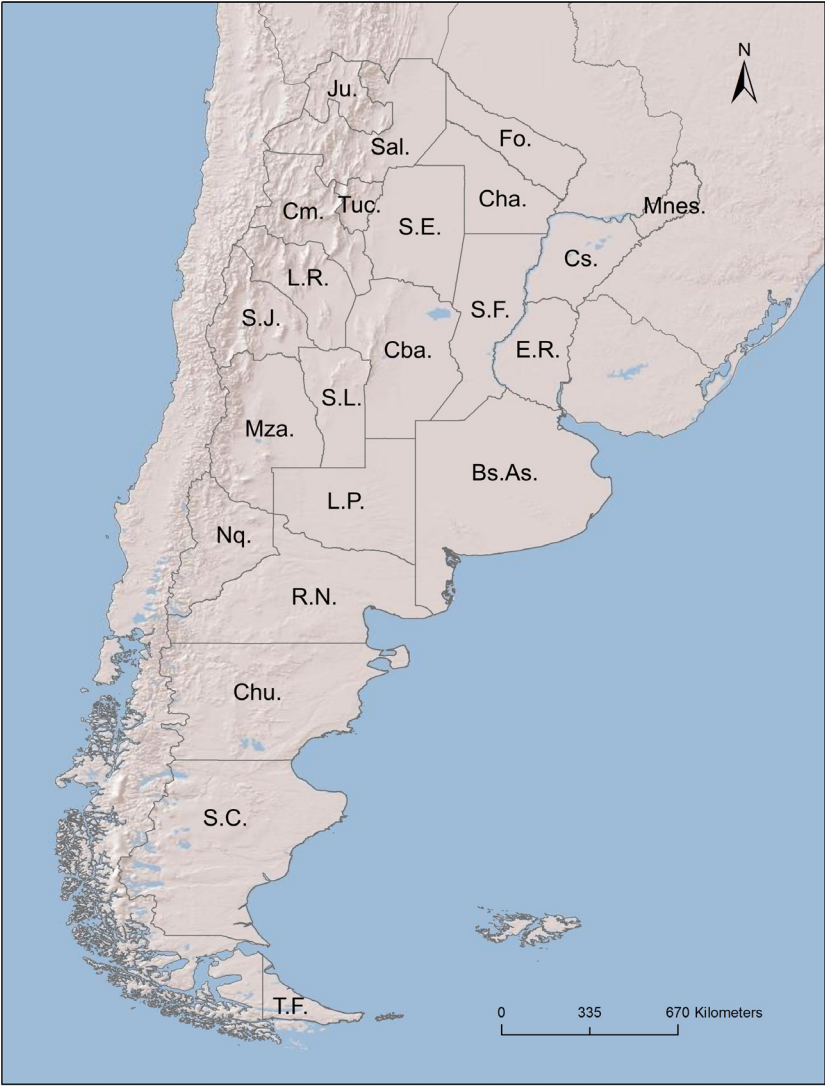 N
Ju.
Fo.
Sal.
Cha.
Tuc.
Mnes.
Cm.
S.E.
Cs.
L.R.
S.F.
S.J.
Cba.
E.R.
S.L.
Mza.
Bs.As.
L.P.
Nq.
R.N.
Chu.
S.C.
T.F.
0 335 670 Kilometers